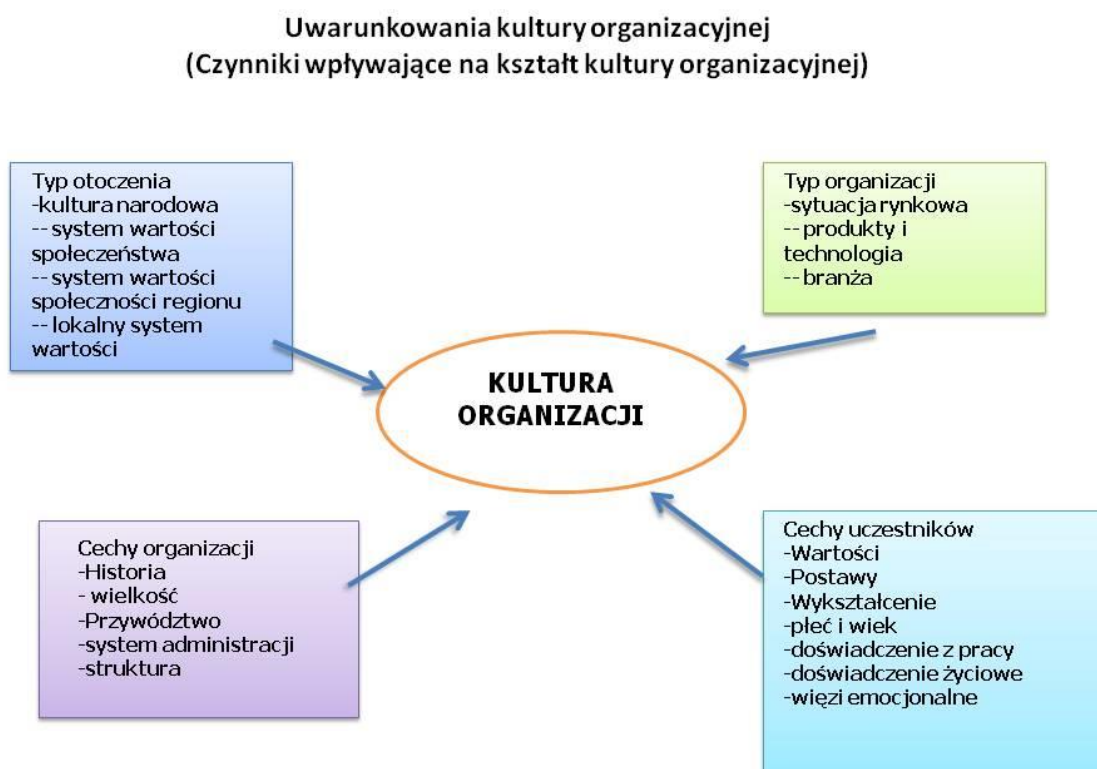 Uwarunkowania kultury organizacyjnej
(Czynniki wpływające na kształt kultury organizacyjnej)
Typ otoczenia
-kultura narodowa
-- system wartości
społeczeństwa
-- system wartości
społeczności regionu
-- lokalny system
wartości
Typ organizacji
-sytuacja rynkowa
-- produkty i
technologia
-- branża
KULTURA
ORGANIZACJI
Cechy organizacji
-Historia
- wielkość
-Przywództwo
-system administracji
-struktura
Cechy uczestników
-Wartości
-Postawy
-Wykształcenie
-płeć i wiek
-doświadczenie z pracy
-doświadczenie życiowe
-więzi emocjonalne